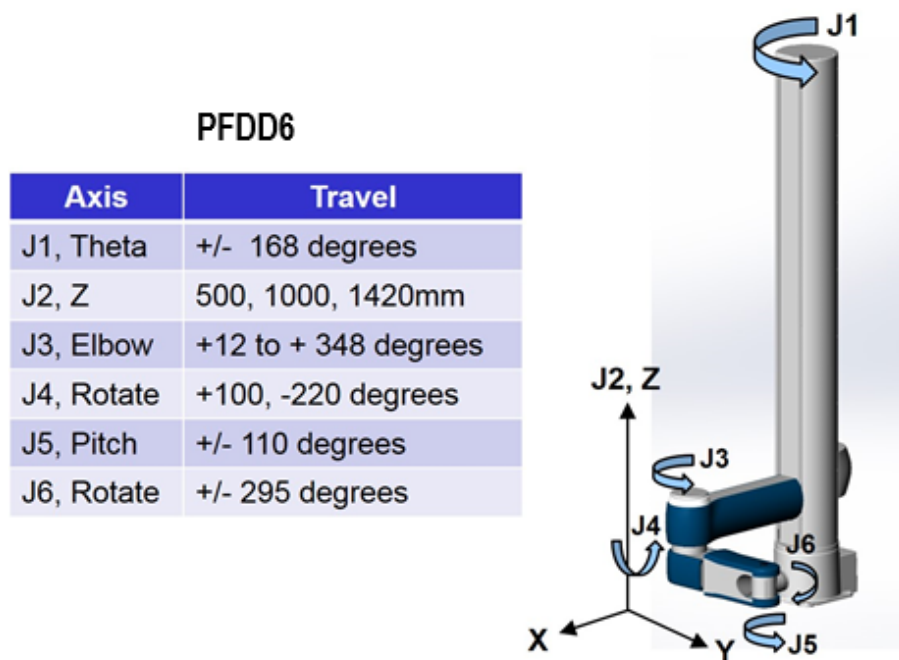 PFDD6
Axis Travel
J1, Theta +/-  168 degrees
J2, Z 500, 1000, 1420mm
J3, Elbow +12 to + 348 degrees
J4, Rotate +100, -220 degrees
J5, Pitch +/- 110 degrees
J6, Rotate +/- 295 degrees
J1
J2, Z
J3
J4
J6
X
Y
J5